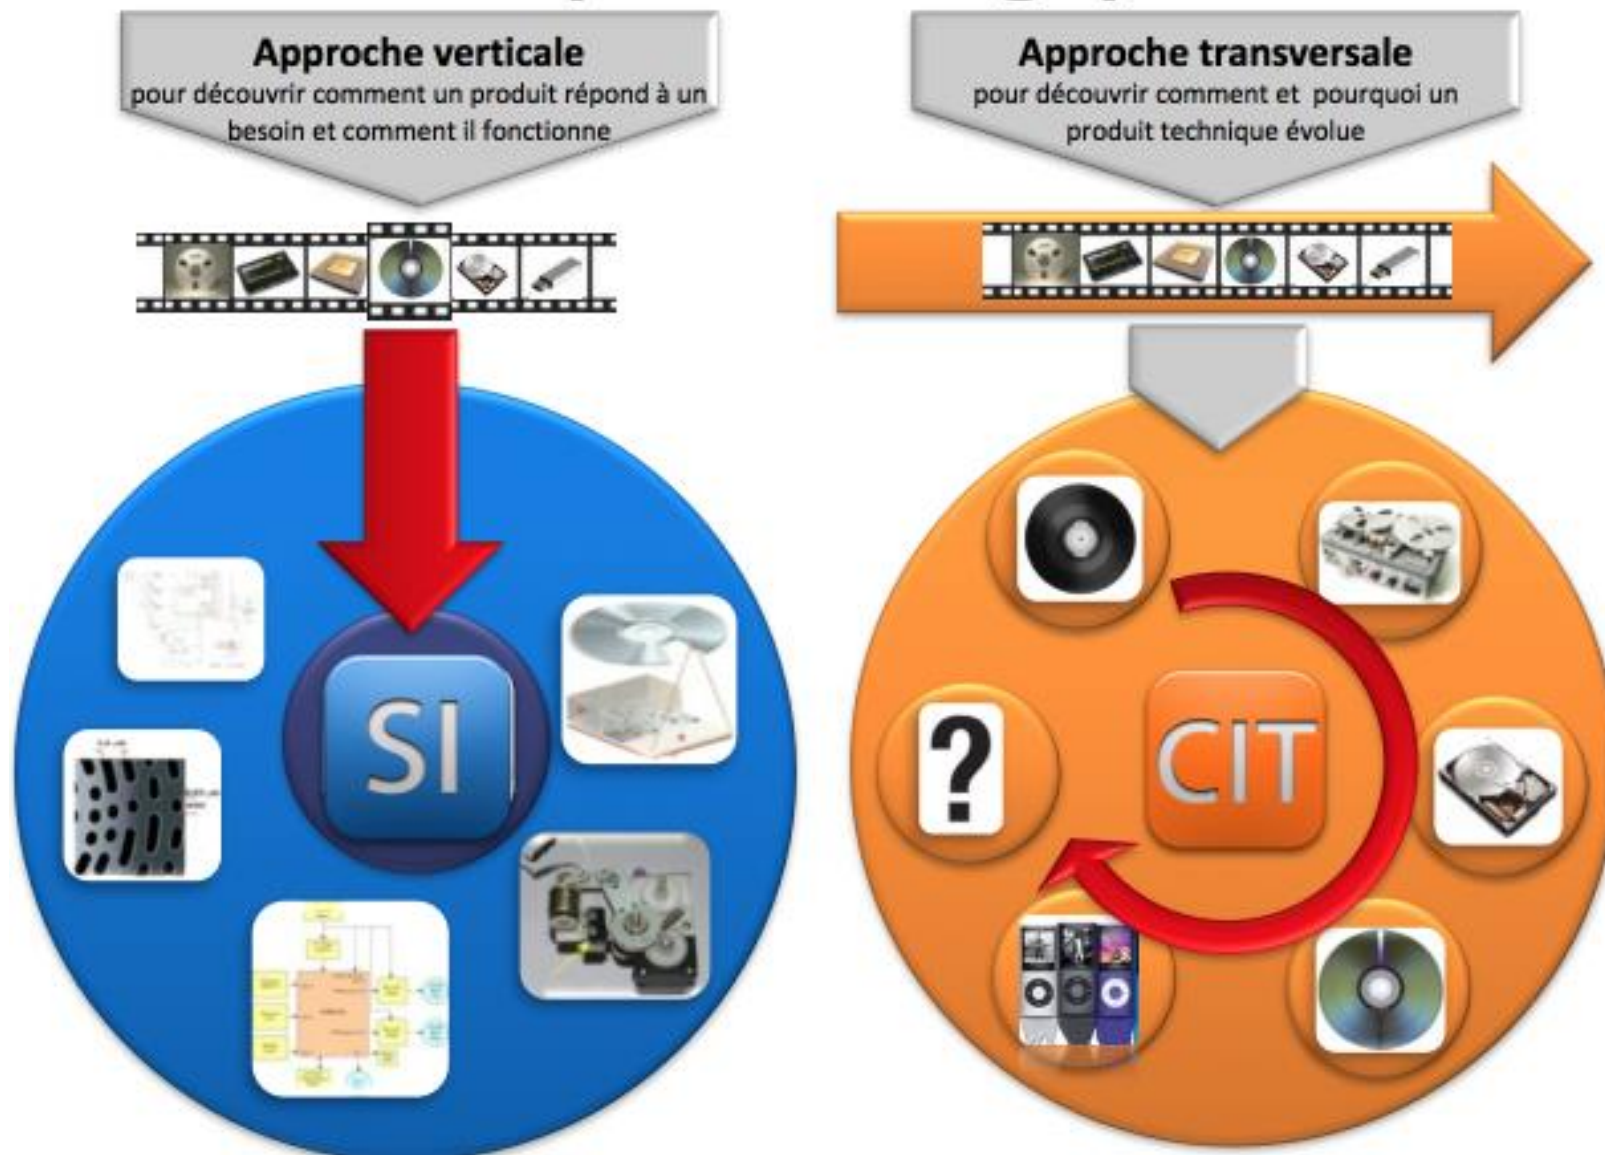 Approche verticale
pour découvrir comment un produit répond à un
besoin et comment il fonctionne
Approche transversale
pour découvrir comment et pourquoi un
produit technique évolue
SI
?
CIT